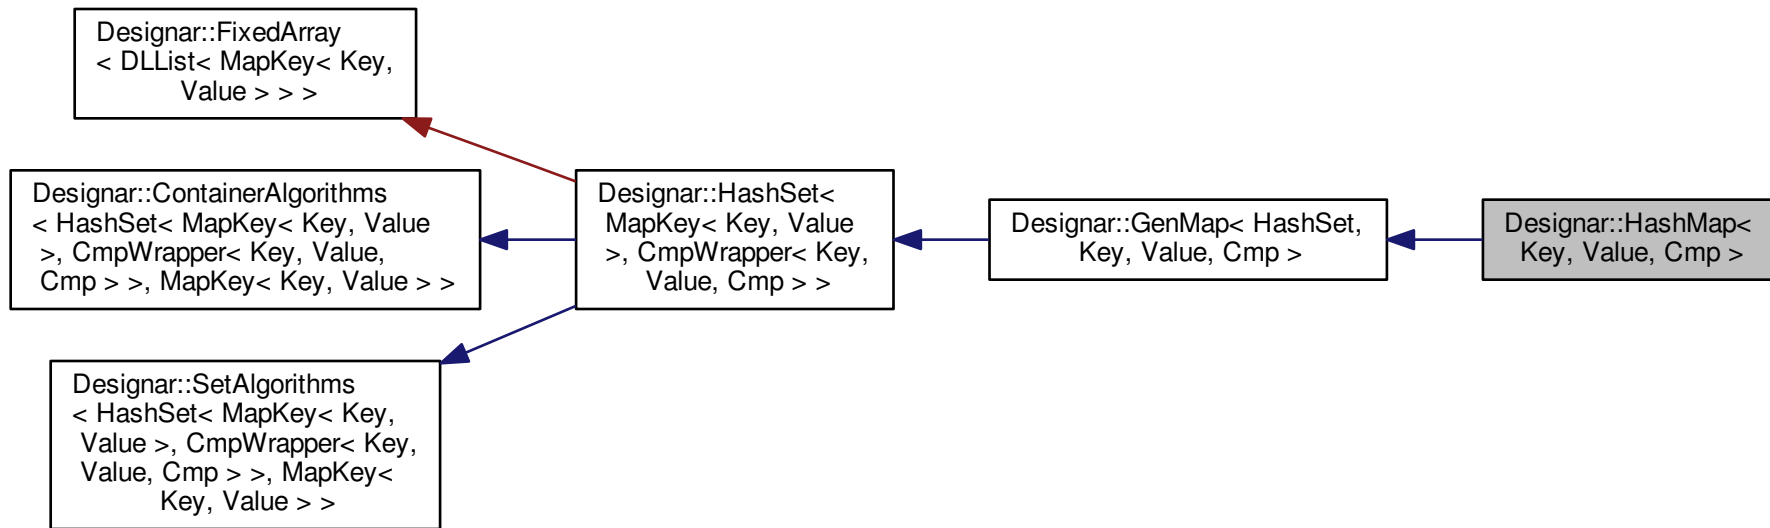 Designar::FixedArray
< DLList< MapKey< Key,
Value > > >
Designar::ContainerAlgorithms
< HashSet< MapKey< Key, Value
>, CmpWrapper< Key, Value,
Cmp > >, MapKey< Key, Value > >
Designar::SetAlgorithms
< HashSet< MapKey< Key,
Value >, CmpWrapper< Key,
Value, Cmp > >, MapKey<
Key, Value > >
Designar::HashSet<
MapKey< Key, Value
>, CmpWrapper< Key,
Value, Cmp > >
Designar::GenMap< HashSet,
Key, Value, Cmp >
Designar::HashMap<
Key, Value, Cmp >